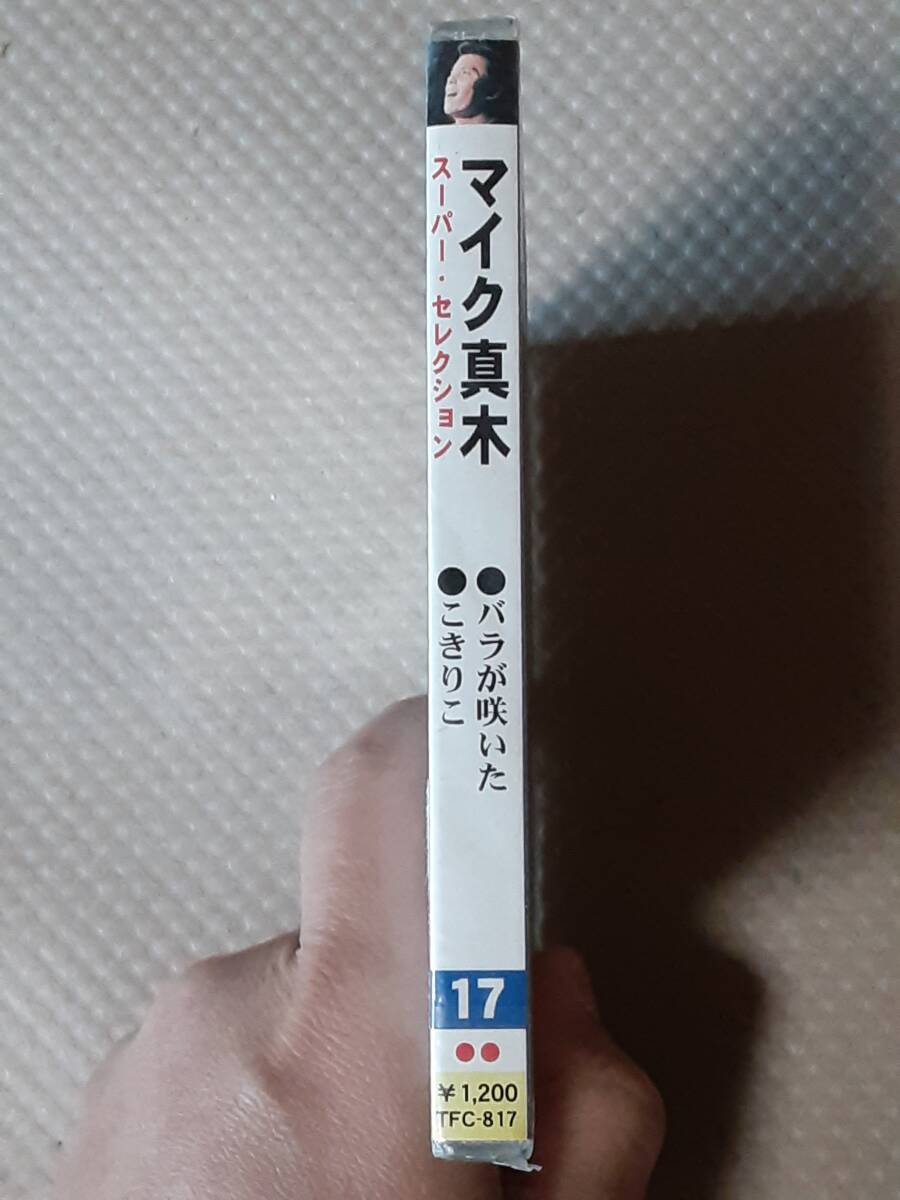 マイク真木
スーパー・セレクション
●バラが咲いた
●こきりこ
17
¥1,200
TFC-817